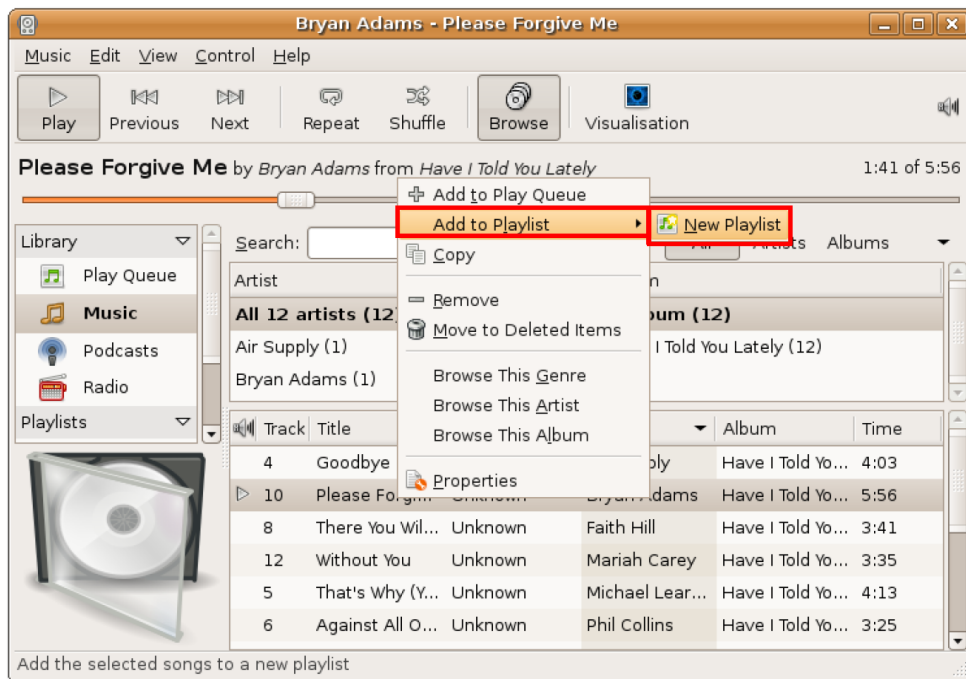 Bryan Adams - Please Forgive Me
Music Edit View Control Help
Play Previous Next Repeat Shuffle Browse Visualisation
Please Forgive Me by Bryan Adams from Have I Told You Lately 1:41 of 5:56
Add to Play Queue
Add to Playlist New Playlist
Copy
Remove
Move to Deleted Items
Browse This Genre
Browse This Artist
Browse This Album
Properties
Library
Play Queue
Music
Podcasts
Radio
Playlists
Search: Albums
Artist
All 12 artists (12) (12)
Air Supply (1) I Told You Lately (12)
Bryan Adams (1)
Track Title Album Time
4 Goodbye Have I Told Yo... 4:03
10 Please Bryan Adams Have I Told Yo... 5:56
8 There You Wil... Unknown Faith Hill Have I Told Yo... 3:41
12 Without You Unknown Mariah Carey Have I Told Yo... 3:35
5 That's Why (Y... Unknown Michael Lear... Have I Told Yo... 4:13
6 Against All O... Unknown Phil Collins Have I Told Yo... 3:25
Add the selected songs to a new playlist